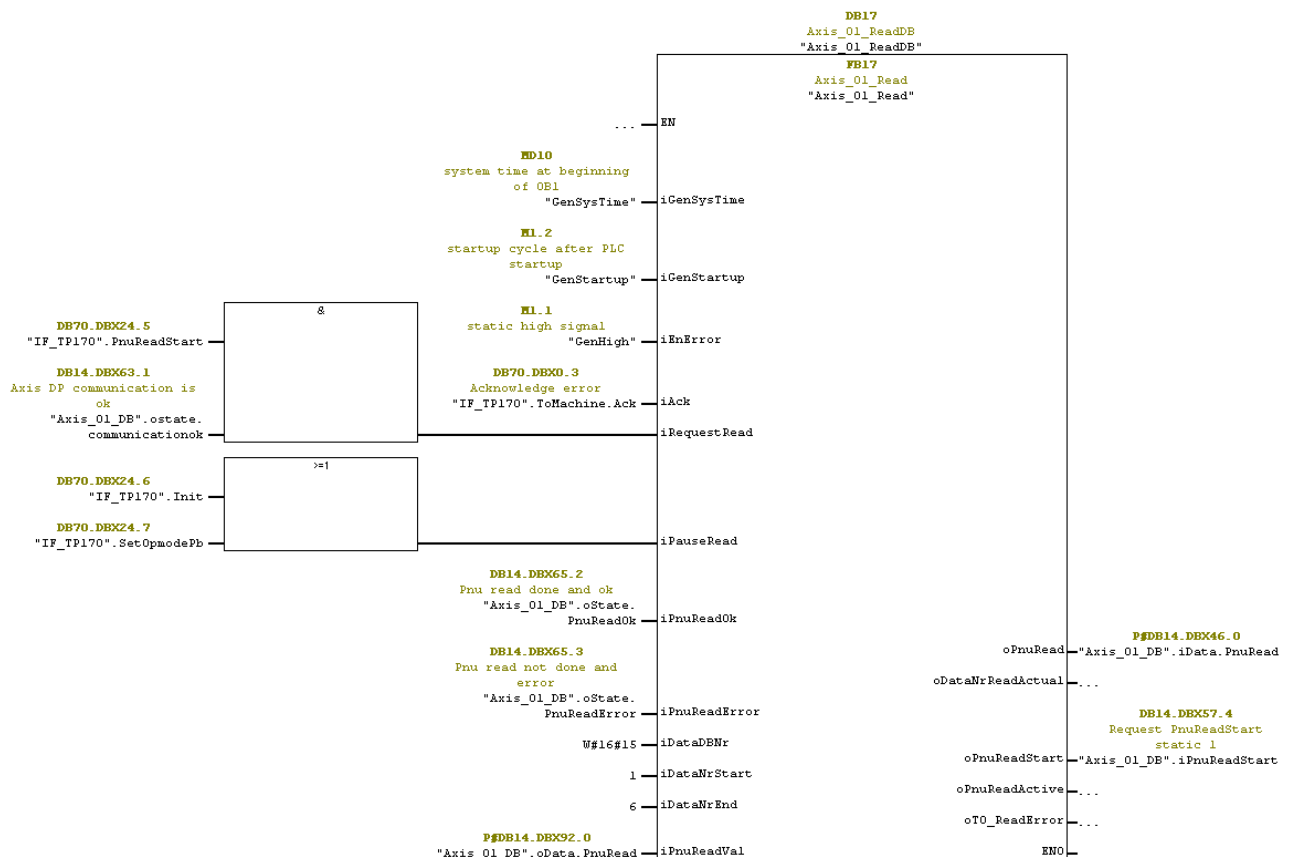 DB17
Axis_01_ReadDB
"Axis_01_ReadDB"
FB17
Axis_01_Read
"Axis_01_Read"
... EN
MD10
system time at beginning
of OB1
"GenSysTime" iGenSysTime
M1.2
startup cycle after PLC
startup
"GenStartup" iGenStartup
&
M1.1
static high signal
"GenHigh" iEnError
DB70.DBX24.5
"IF_TP170".PnuReadStart
DB14.DBX63.1
Axis DP communication is
ok
"Axis_01_DB".ostate.
communicationok
DB70.DBX0.3
Acknowledge error
"IF_TP170".ToMachine.Ack iAck
iRequestRead
>=1
DB70.DBX24.6
"IF_TP170".Init
DB70.DBX24.7
"IF_TP170".SetOpmodePb
iPauseRead
DB14.DBX65.2
Pnu read done and ok
"Axis_01_DB".oState.
PnuReadOk iPnuReadOk
DB14.DBX65.3
Pnu read not done and
error
"Axis_01_DB".oState.
PnuReadError iPnuReadError
W#16#15 iDataDBNr
1 iDataNrStart
6 iDataNrEnd
P#DB14.DBX92.0
"Axis_01_DB".oData.PnuRead iPnuReadVal
P#DB14.DBX46.0
oPnuRead "Axis_01_DB".iData.PnuRead
oDataNrReadActual ...
DB14.DBX57.4
Request PnuReadStart
static 1
oPnuReadStart "Axis_01_DB".iPnuReadStart
oPnuReadActive ...
oTO_ReadError ...
ENO